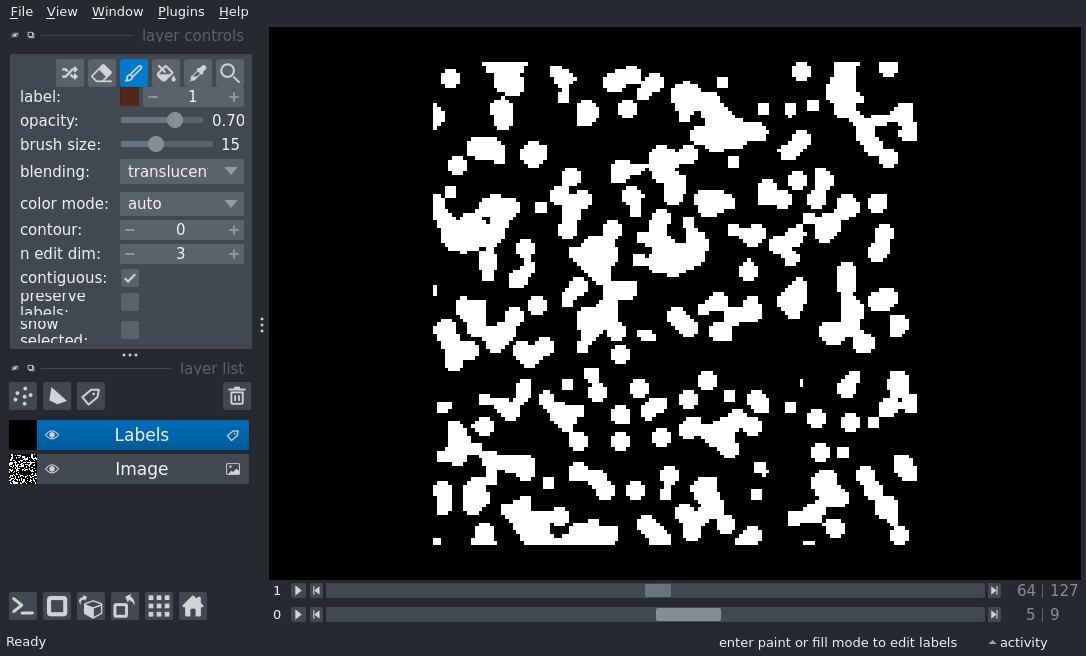 File View Window Plugins Help
layer controls
label: 1
opacity: 0.70
brush size: 15
blending: translucen
color mode: auto
contour: 0
n edit dim: 3
contiguous:
preserve
labels:
show
selected:
layer list
Labels
Image
1 64 127
0 5 9
Ready enter paint or fill mode to edit labels activity